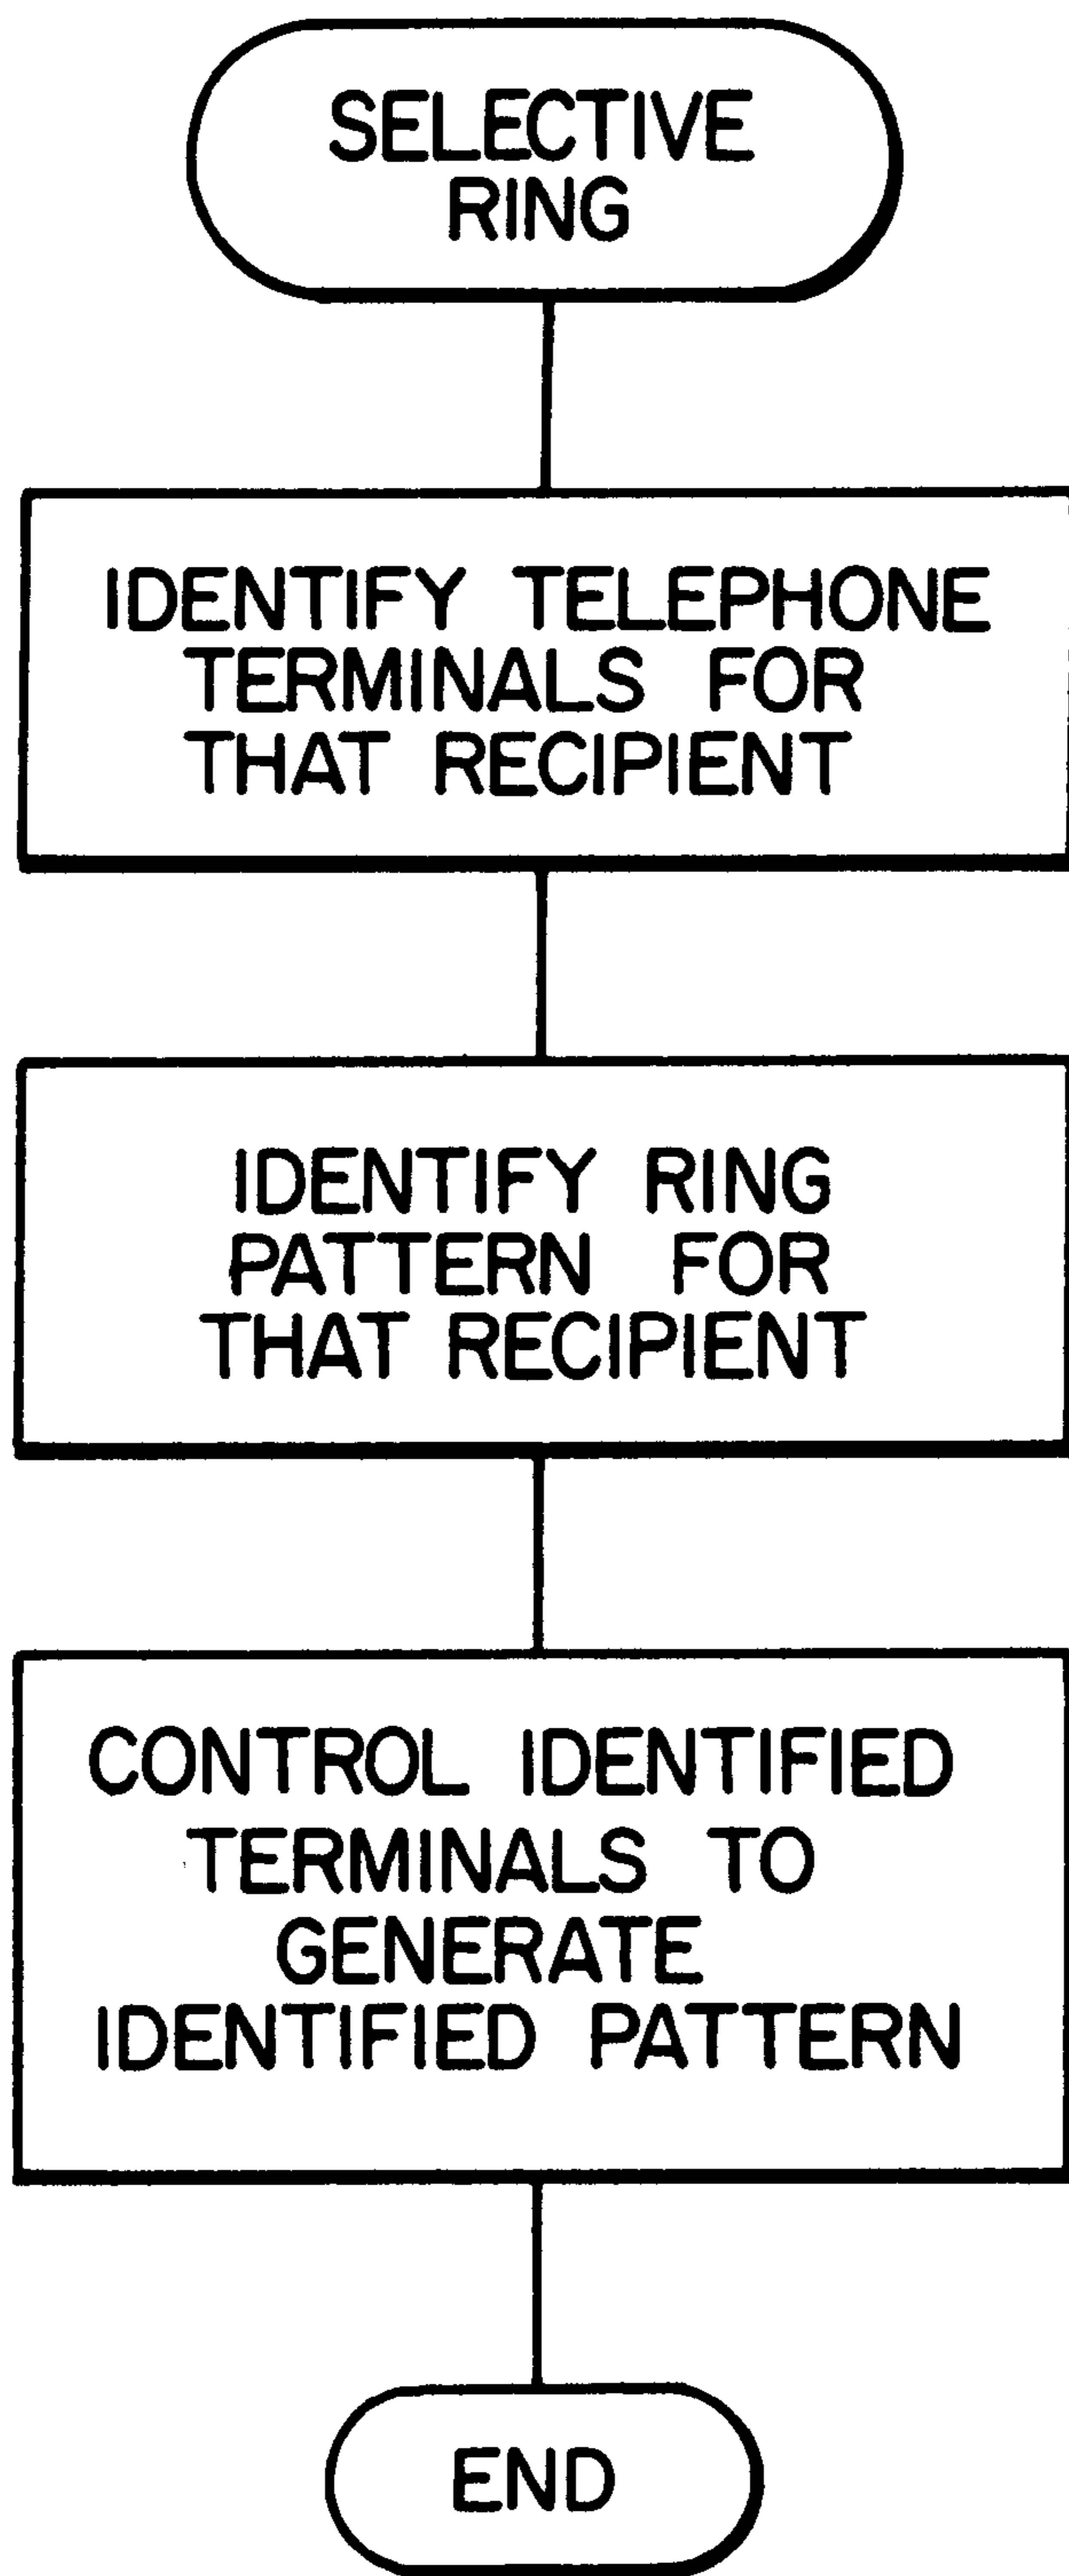 SELECTIVE
RING
IDENTIFY TELEPHONE
TERMINALS FOR
THAT RECIPIENT
IDENTIFY RING
PATTERN FOR
THAT RECIPIENT
CONTROL IDENTIFIED
TERMINALS TO
GENERATE
IDENTIFIED PATTERN
END